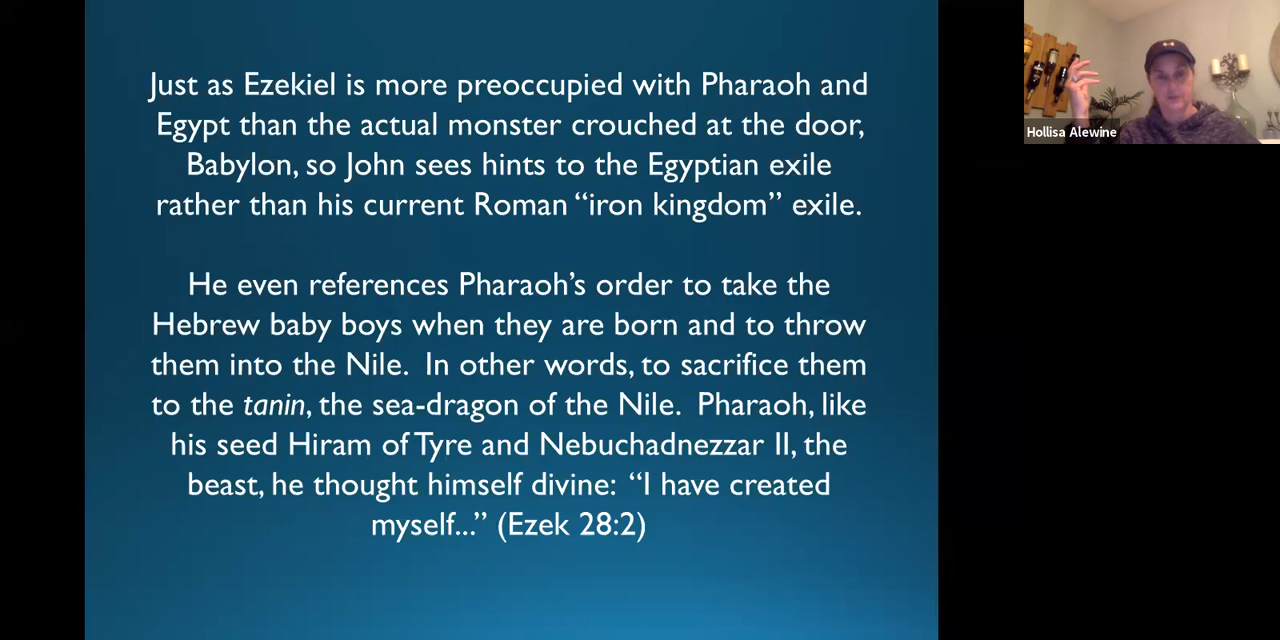 Just as Ezekiel is more preoccupied with Pharaoh and
Egypt than the actual monster crouched at the door,
Babylon, so John sees hints to the Egyptian exile
rather than his current Roman “iron kingdom” exile.
He even references Pharaoh’s order to take the
Hebrew baby boys when they are born and to throw
them into the Nile.  In other words, to sacrifice them
to the tanin, the sea-dragon of the Nile.  Pharaoh, like
his seed Hiram of Tyre and Nebuchadnezzar II, the
beast, he thought himself divine:  “I have created
myself...” (Ezek 28:2)
Hollisa Alewine